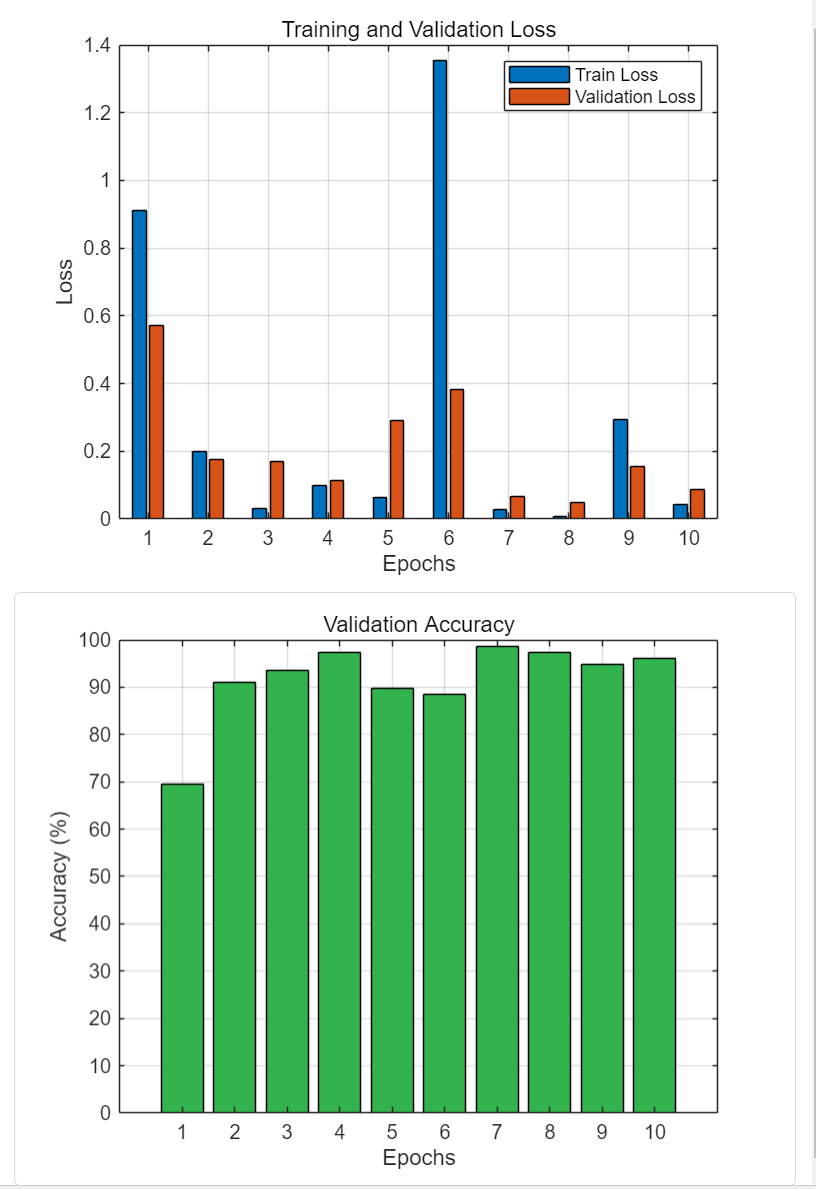 Training and Validation Loss
1.4
1.2
1
0.8
0.6
0.4
0.2
0
Loss
Train Loss
Validation Loss
1 2 3 4 5 6 7 8 9 10
Epochs
Validation Accuracy
100
90
80
70
60
50
40
30
20
10
0
Accuracy (%)
1 2 3 4 5 6 7 8 9 10
Epochs